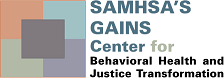 SAMHSA'S
GAINS
Center for
Behavioral Health and
Justice Transformation